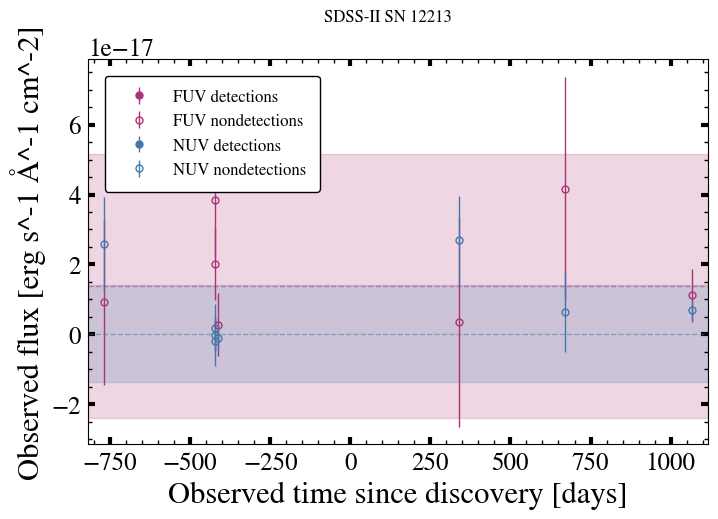 SDSS-II SN 12213
1e−17
FUV detections
FUV nondetections
NUV detections
NUV nondetections
6
4
2
0
−2
Observed flux [erg s^-1 Å^-1 cm^-2]
−750 −500 −250 0 250 500 750 1000
Observed time since discovery [days]